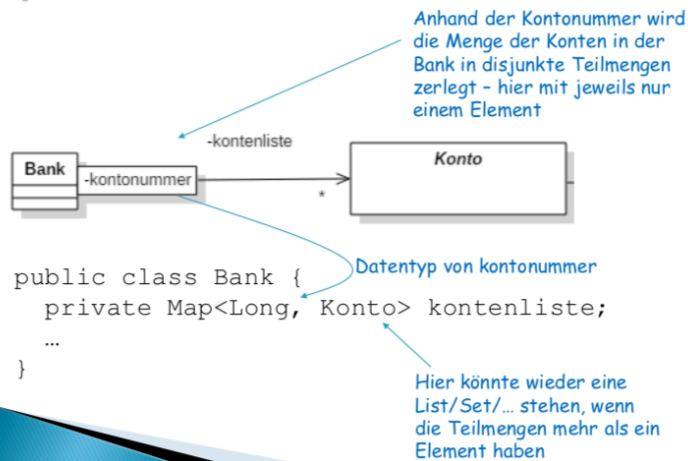 Anhand der Kontonummer wird
die Menge der Konten in der
Bank in disjunkte Teilmengen
zerlegt – hier mit jeweils nur
einem Element
-kontenliste
Bank
-kontonummer
*
Konto
Datentyp von kontonummer
public class Bank {
private Map<Long, Konto> kontenliste;
…
}
Hier könnte wieder eine
List/Set/… stehen, wenn
die Teilmengen mehr als ein
Element haben